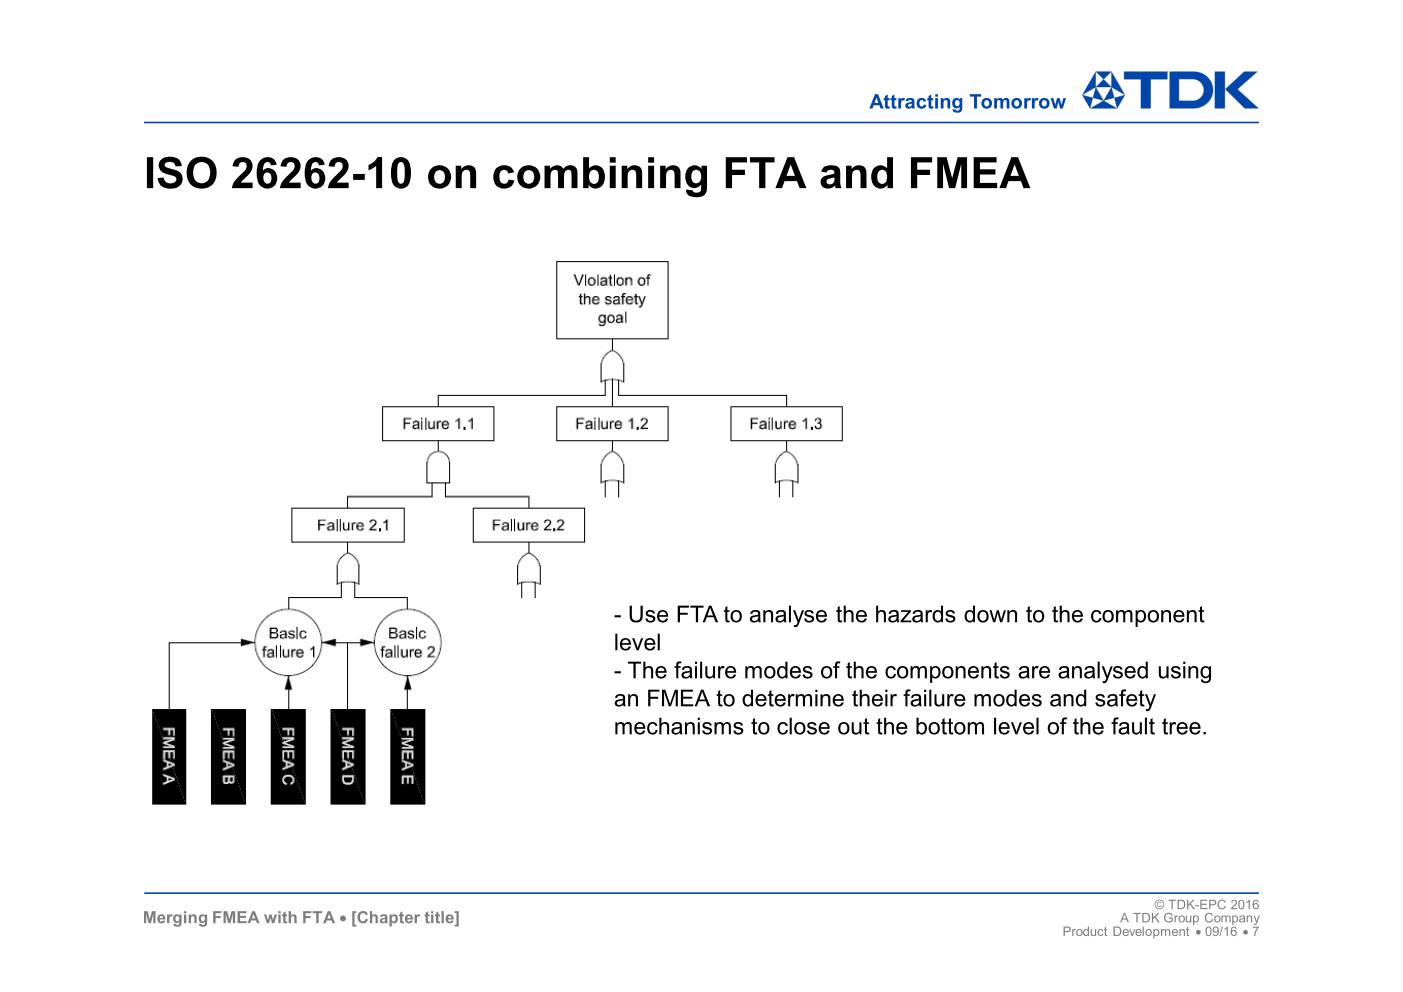 Attracting Tomorrow
TDK
ISO 26262-10 on combining FTA and FMEA
Violation of
the safety
goal
Failure 1.1
Failure 1.2
Failure 1.3
Failure 2.1
Failure 2.2
Basic
failure 1
Basic
failure 2
FMEA A
FMEA B
FMEA C
FMEA D
FMEA E
- Use FTA to analyse the hazards down to the component
level
- The failure modes of the components are analysed using
an FMEA to determine their failure modes and safety
mechanisms to close out the bottom level of the fault tree.
Merging FMEA with FTA • [Chapter title]
© TDK-EPC 2016
A TDK Group Company
Product Development • 09/16 • 7